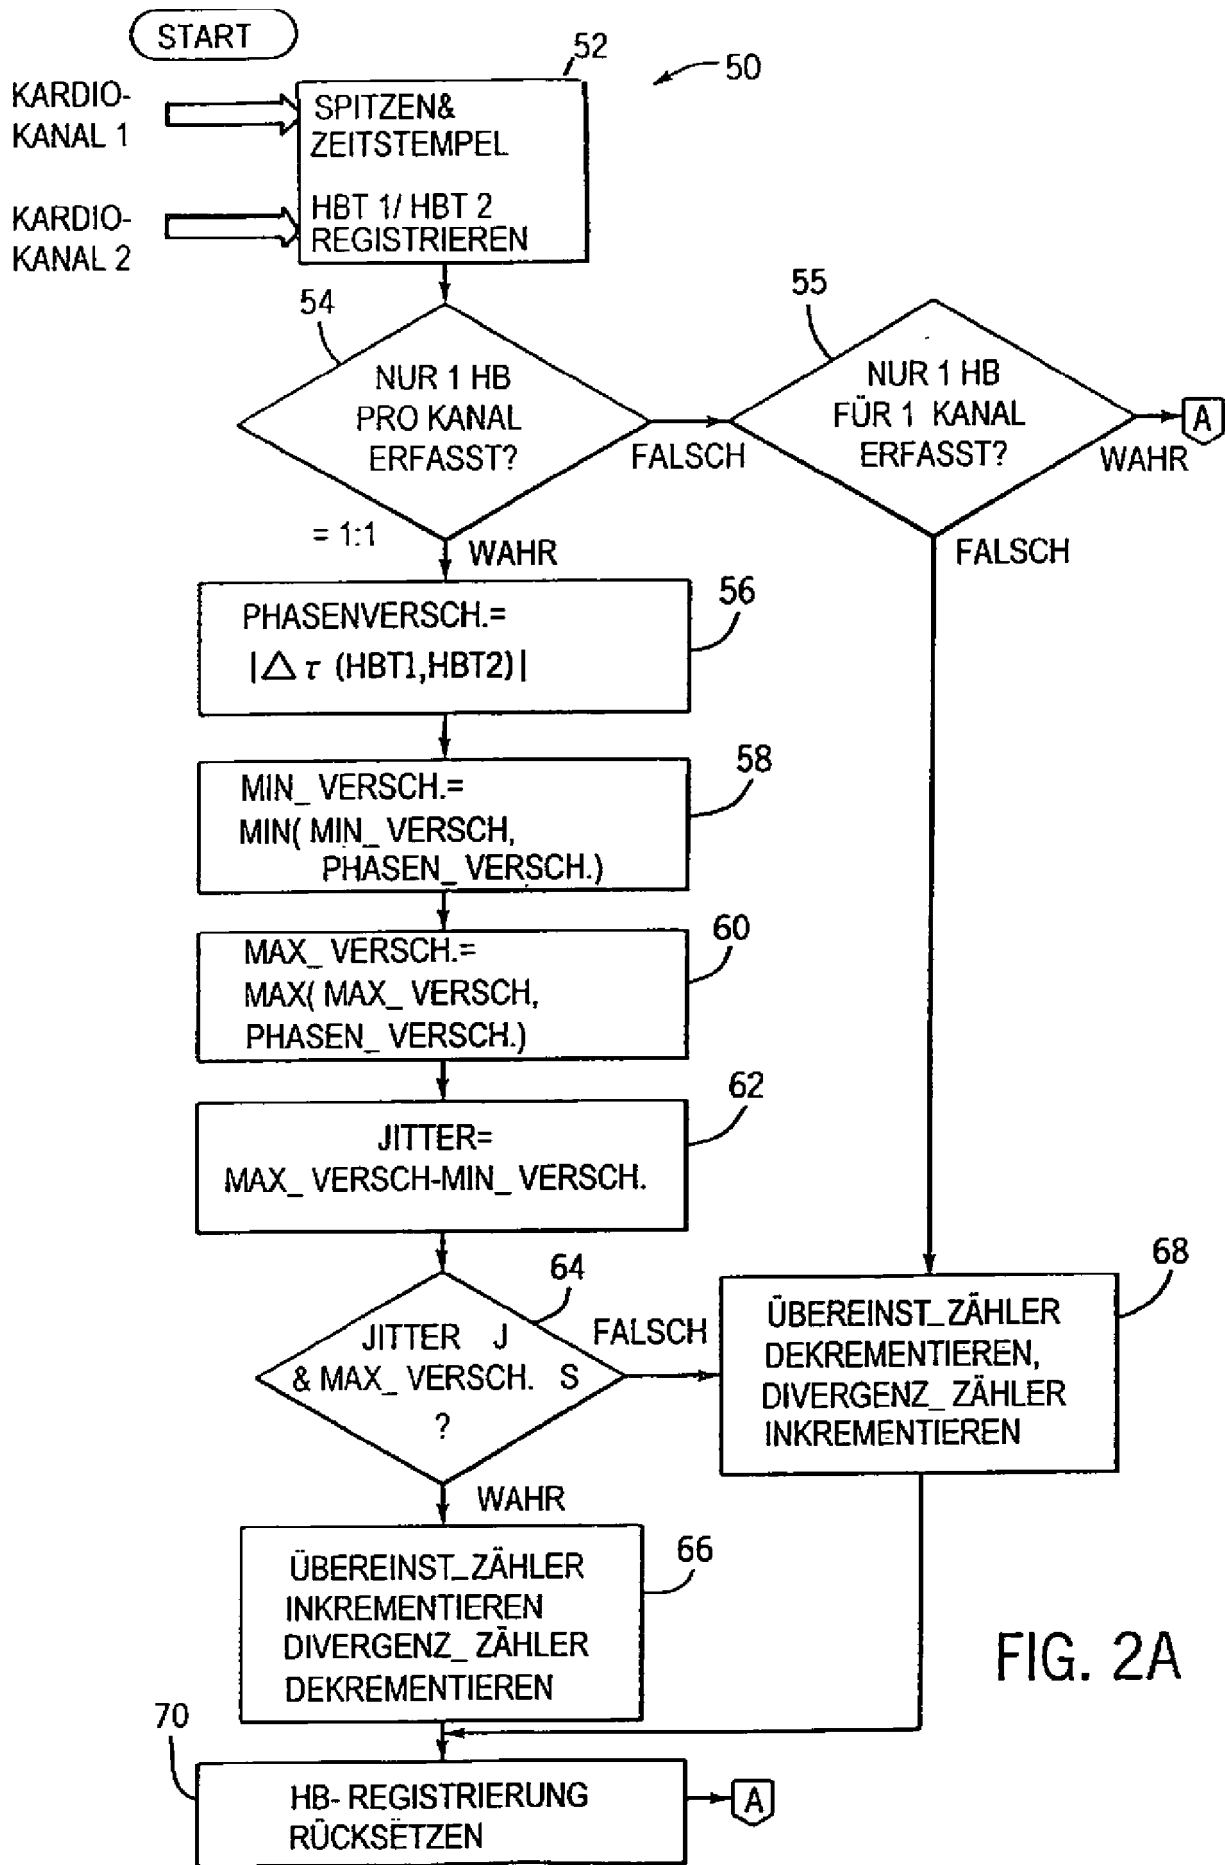 START
52
50
KARDIO-
KANAL 1
SPITZEN&
ZEITSTEMPEL
KARDIO-
KANAL 2
HBT 1/ HBT 2
REGISTRIEREN
54
NUR 1 HB
PRO KANAL
ERFASST?
FALSCH
= 1:1
WAHR
55
NUR 1 HB
FÜR 1 KANAL
ERFASST?
A
WAHR
FALSCH
56
PHASENVERSCH.=
|△ τ (HBT1,HBT2)|
58
MIN_ VERSCH.=
MIN( MIN_ VERSCH,
PHASEN_ VERSCH.)
60
MAX_ VERSCH.=
MAX( MAX_ VERSCH,
PHASEN_ VERSCH.)
62
JITTER=
MAX_ VERSCH-MIN_ VERSCH.
64
JITTER J
& MAX_ VERSCH. S
?
FALSCH
WAHR
68
ÜBEREINST_ZÄHLER
DEKREMENTIEREN,
DIVERGENZ_ ZÄHLER
INKREMENTIEREN
66
ÜBEREINST_ZÄHLER
INKREMENTIEREN
DIVERGENZ_ ZÄHLER
DEKREMENTIEREN
70
HB- REGISTRIERUNG
RÜCKSETZEN
A
FIG. 2A